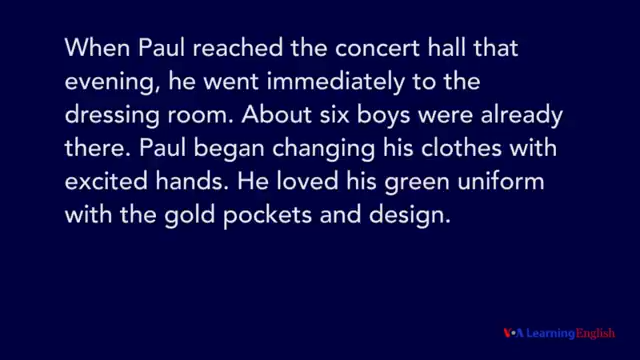 When Paul reached the concert hall that
evening, he went immediately to the
dressing room. About six boys were already
there. Paul began changing his clothes with
excited hands. He loved his green uniform
with the gold pockets and design.
VOA Learning English